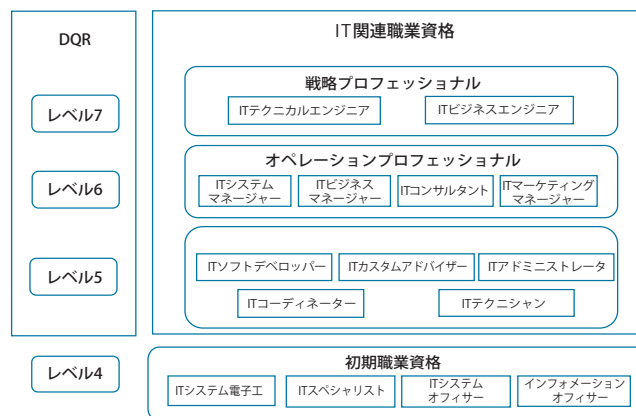 DQR
IT関連職業資格
戦略プロフェッショナル
レベル7
ITテクニカルエンジニア
ITビジネスエンジニア
オペレーションプロフェッショナル
レベル6
ITシステム
マネージャー
ITビジネス
マネージャー
ITコンサルタント
ITマーケティング
マネージャー
レベル5
ITソフトデベロッパー
ITカスタムアドバイザー
ITアドミニストレータ
ITコーディネーター
ITテクニシャン
レベル4
初期職業資格
ITシステム電子工
ITスペシャリスト
ITシステム
オフィサー
インフォメーション
オフィサー